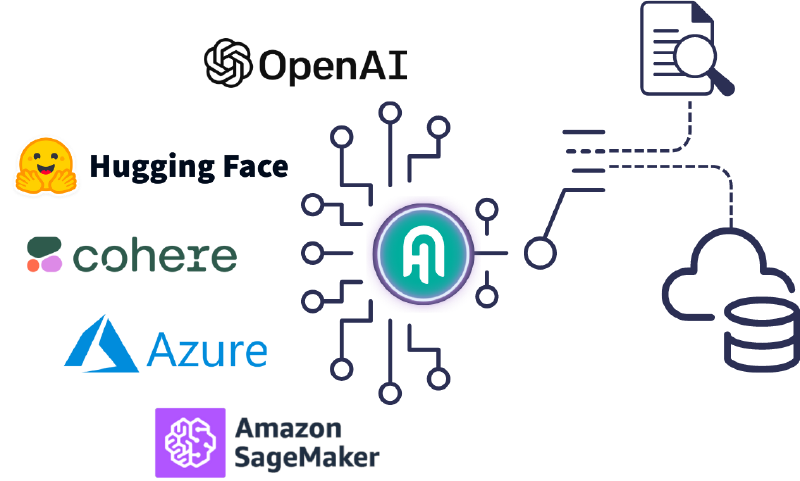 OpenAI
Hugging Face
cohere
Azure
Amazon
SageMaker